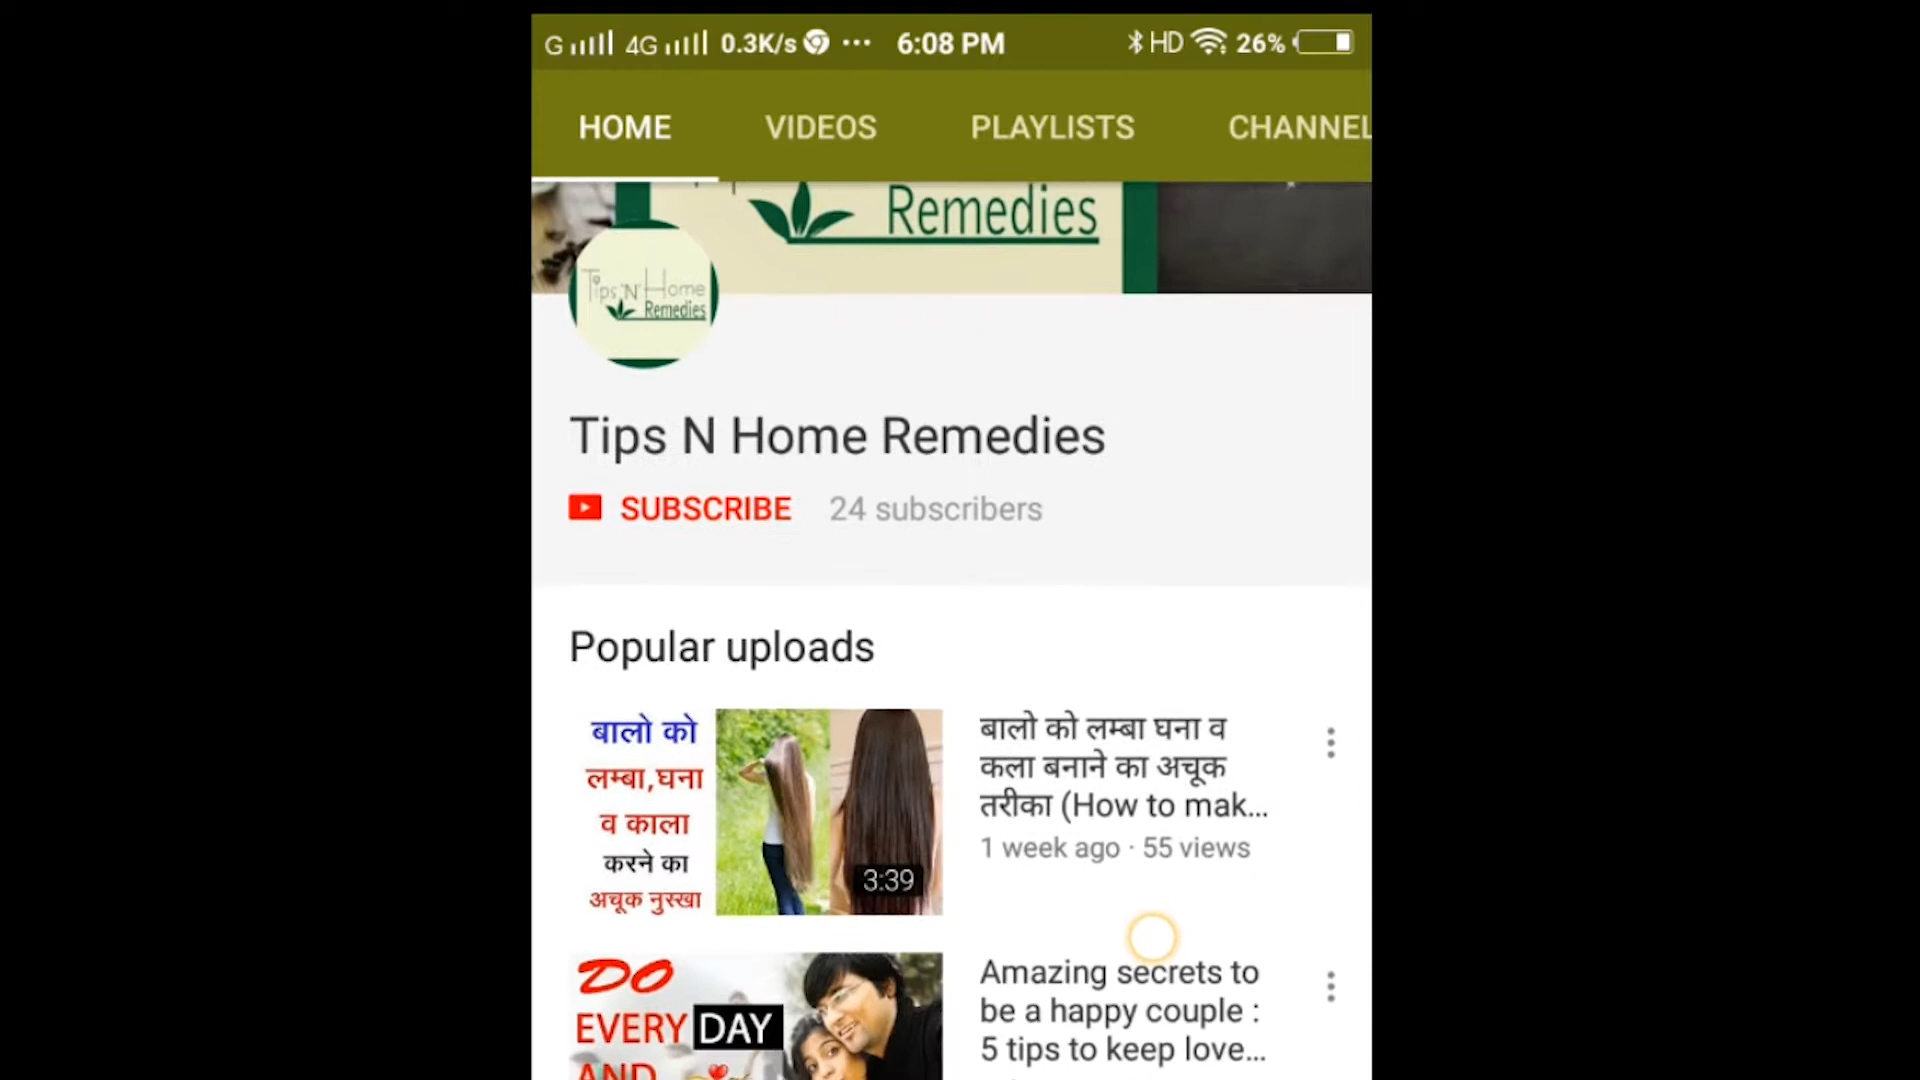 G 4G 0.3K/s ... 6:08 PM HD 26%
HOME VIDEOS PLAYLISTS CHANNEL
Remedies
Tips 'N' Home
Remedies
Tips N Home Remedies
SUBSCRIBE 24 subscribers
Popular uploads
बालो को
लम्बा,घना
व काला
करने का
अचूक नुस्खा
3:39
बालो को लम्बा घना व
कला बनाने का अचूक
तरीका (How to mak...
1 week ago · 55 views
DO
EVERY DAY
AND
Amazing secrets to
be a happy couple :
5 tips to keep love...